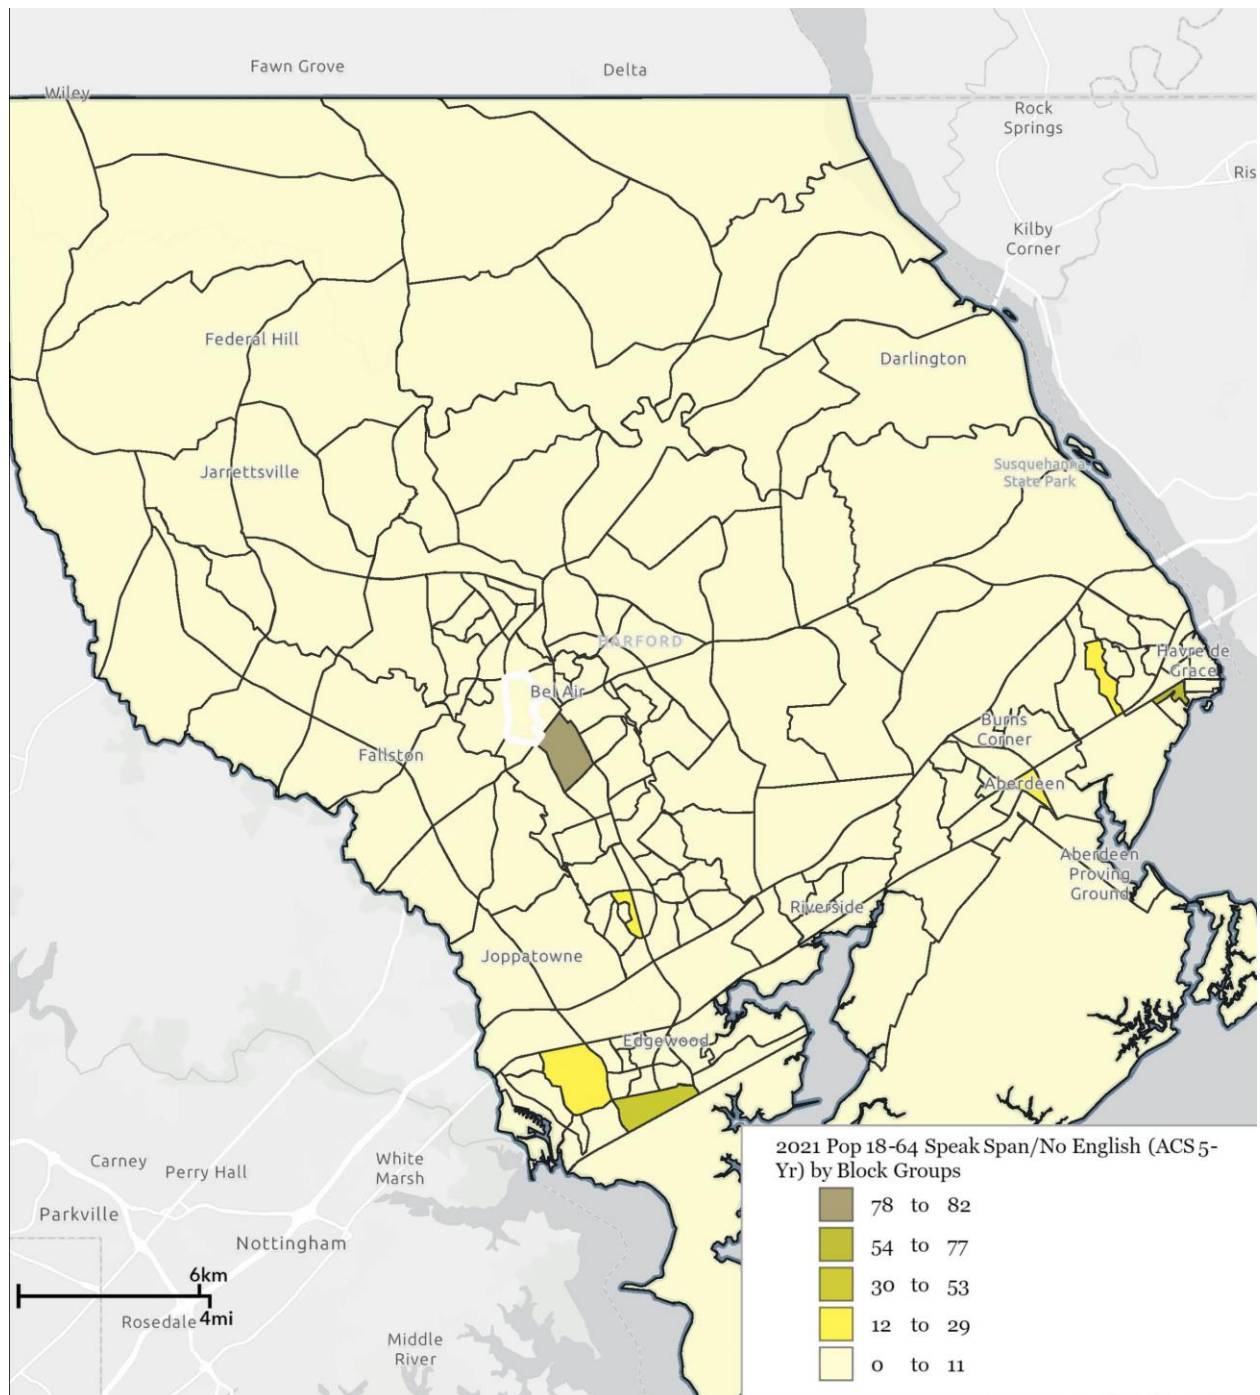 Fawn Grove
Delta
Wiley
Rock
Springs
Ris
Kilby
Corner
Federal Hill
Darlington
Jarrettsville
Susquehanna
State Park
HARFORD
Havre de
Grace
Bel Air
Burns
Corner
Fallston
Aberdeen
Aberdeen
Proving
Ground
Riverside
Joppatowne
Edgewood
2021 Pop 18-64 Speak Span/No English (ACS 5-
Yr) by Block Groups
78 to 82
54 to 77
30 to 53
12 to 29
0 to 11
Carney
Perry Hall
White
Marsh
Parkville
Nottingham
6km
4mi
Rosedale
Middle
River